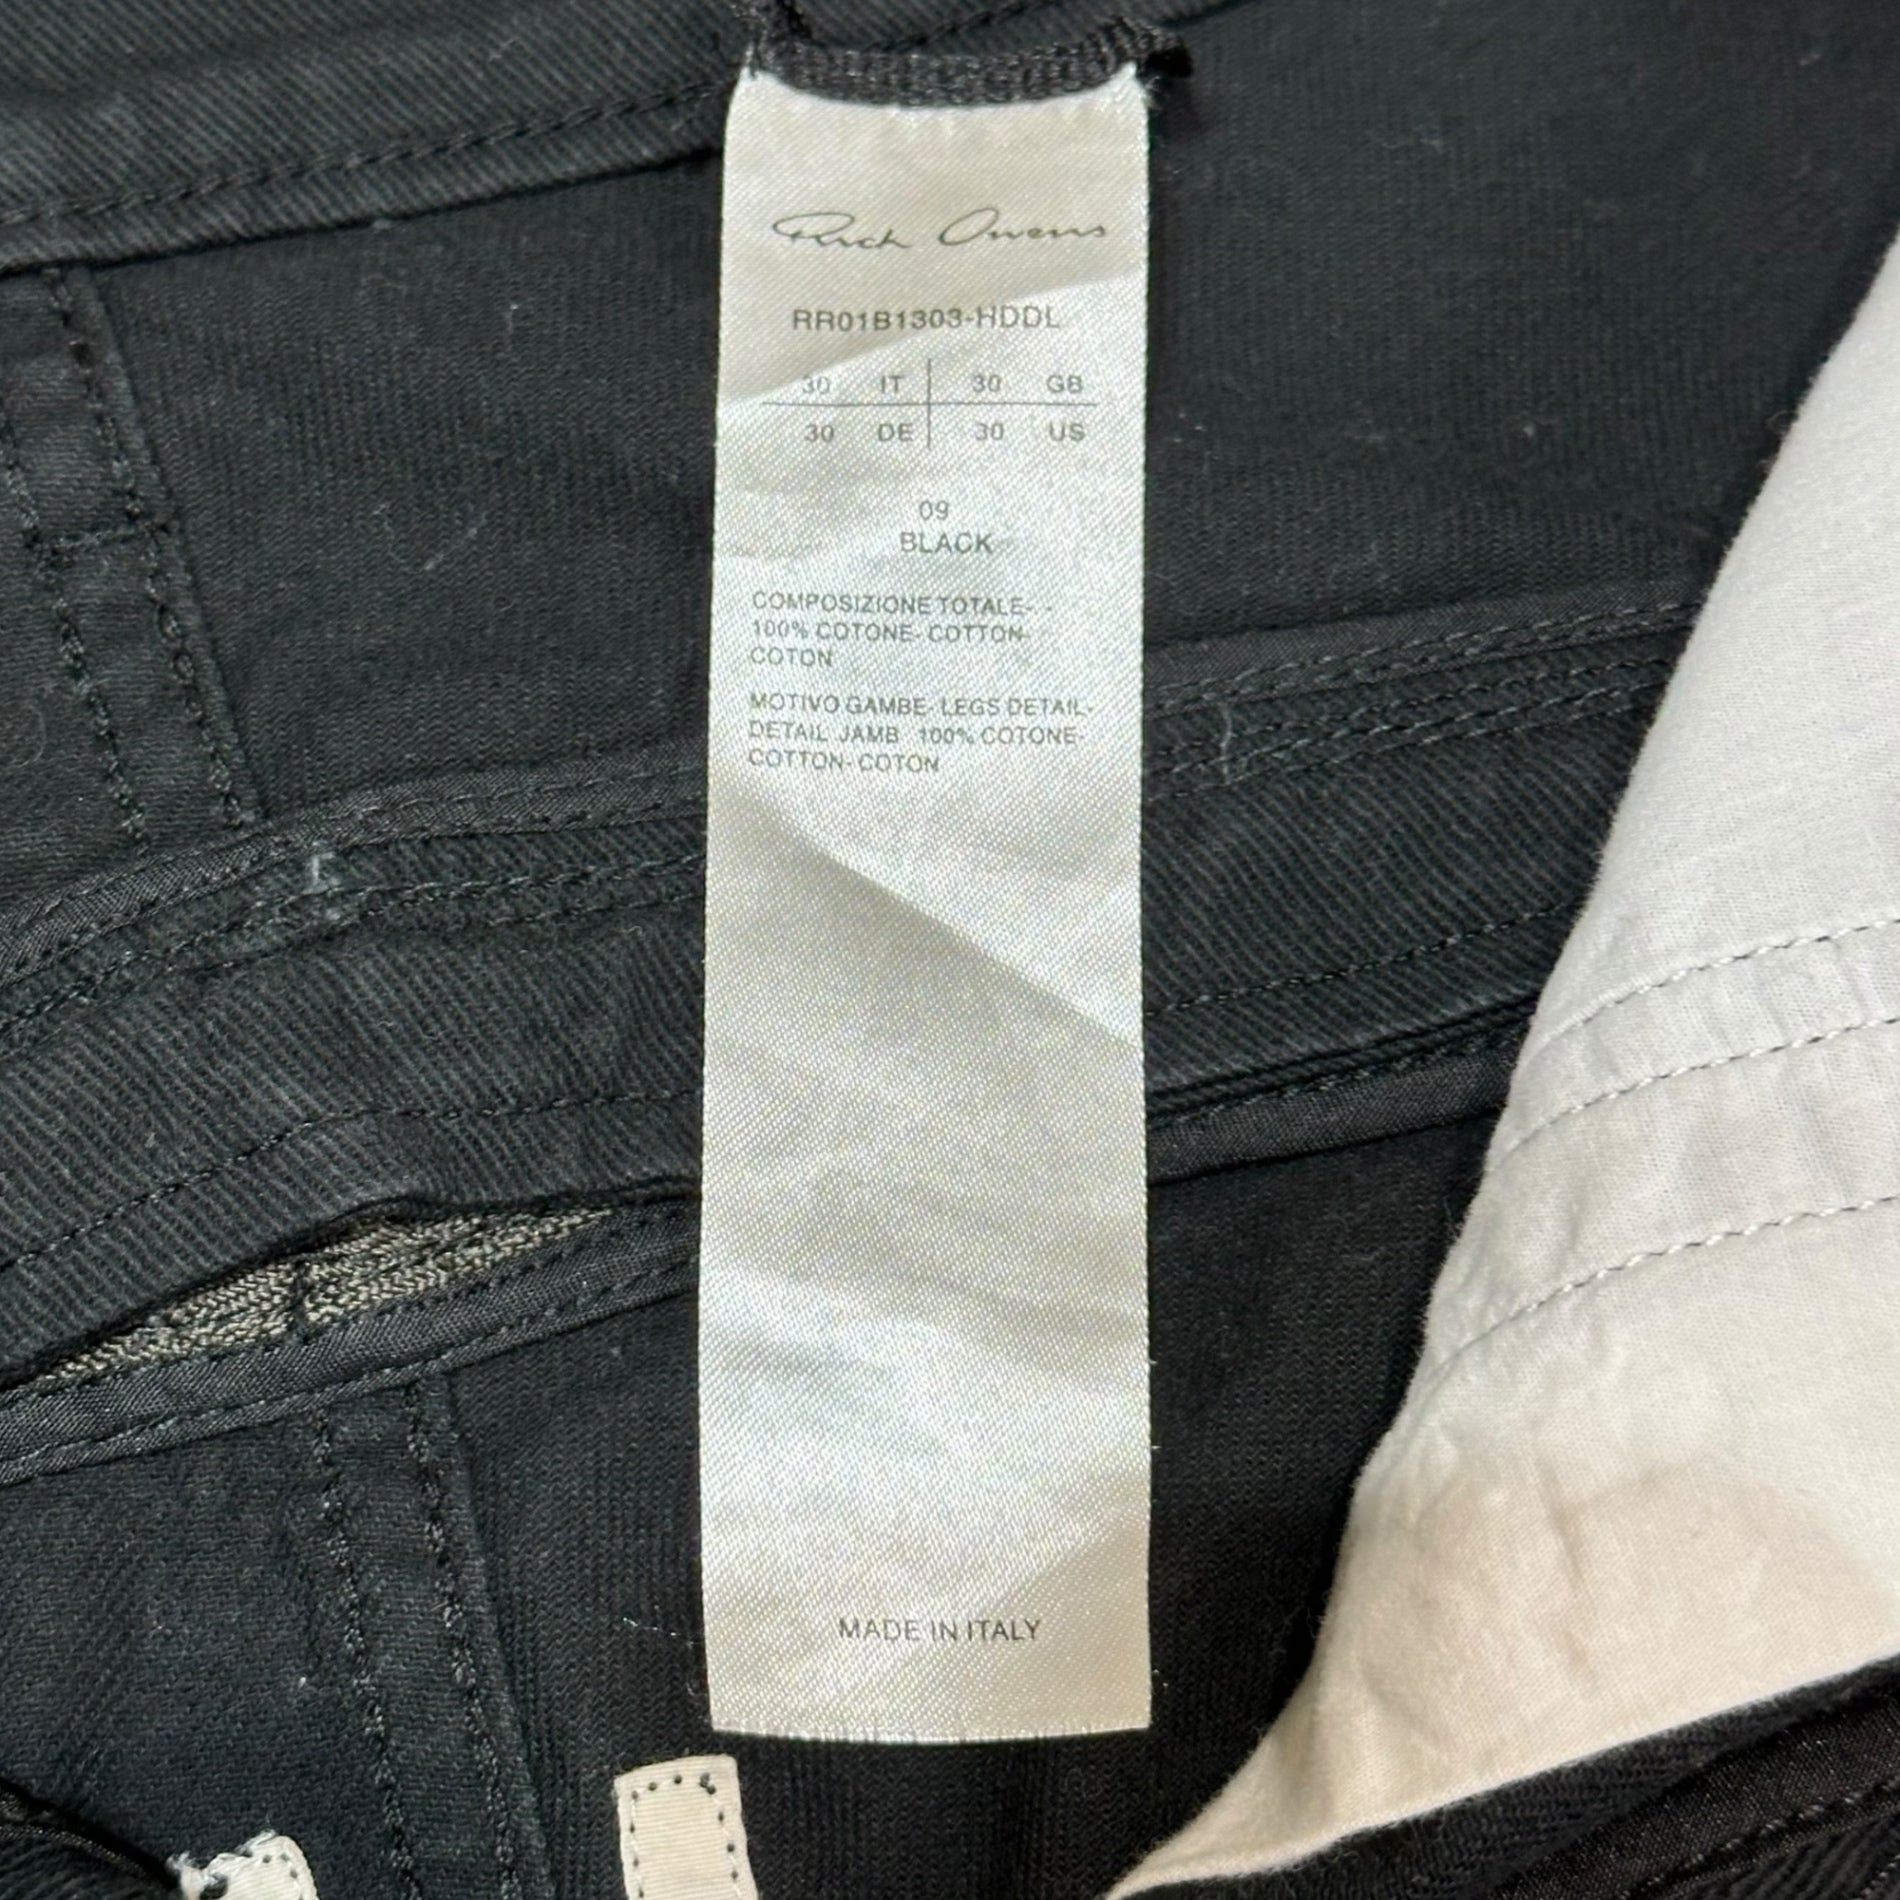 Rick Owens
RR01B1303-HDDL
30 IT 30 GB
30 DE 30 US
09
BLACK
COMPOSIZIONE TOTALE- -
100% COTONE- COTTON-
COTON
MOTIVO GAMBE- LEGS DETAIL-
DETAIL JAMB 100% COTONE-
COTTON- COTON
MADE IN ITALY